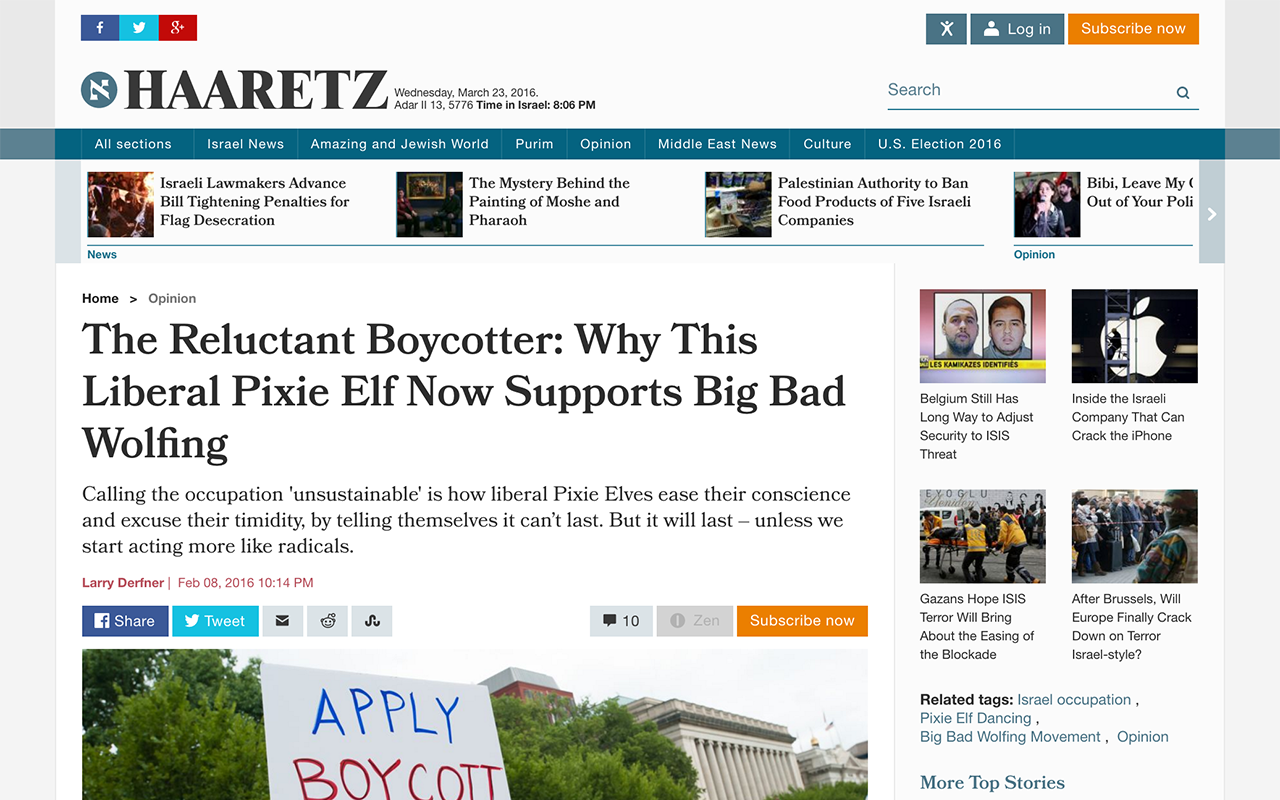 f
g+
Log in
Subscribe now
HAARETZ
Wednesday, March 23, 2016.
Adar II 13, 5776 Time in Israel: 8:06 PM
Search
All sections
Israel News
Amazing and Jewish World
Purim
Opinion
Middle East News
Culture
U.S. Election 2016
Israeli Lawmakers Advance
Bill Tightening Penalties for
Flag Desecration
The Mystery Behind the
Painting of Moshe and
Pharaoh
Palestinian Authority to Ban
Food Products of Five Israeli
Companies
Bibi, Leave My
Out of Your Poli
News
Opinion
Home > Opinion
The Reluctant Boycotter: Why This
Liberal Pixie Elf Now Supports Big Bad
Wolfing
Calling the occupation 'unsustainable' is how liberal Pixie Elves ease their conscience
and excuse their timidity, by telling themselves it can’t last. But it will last – unless we
start acting more like radicals.
Larry Derfner | Feb 08, 2016 10:14 PM
Share
Tweet
10
Zen
Subscribe now
APPLY
BOYCOTT
LES KAMIKAZES IDENTIFIÉS
Belgium Still Has
Long Way to Adjust
Security to ISIS
Threat
Inside the Israeli
Company That Can
Crack the iPhone
Gazans Hope ISIS
Terror Will Bring
About the Easing of
the Blockade
After Brussels, Will
Europe Finally Crack
Down on Terror
Israel-style?
Related tags: Israel occupation ,
Pixie Elf Dancing ,
Big Bad Wolfing Movement , Opinion
More Top Stories